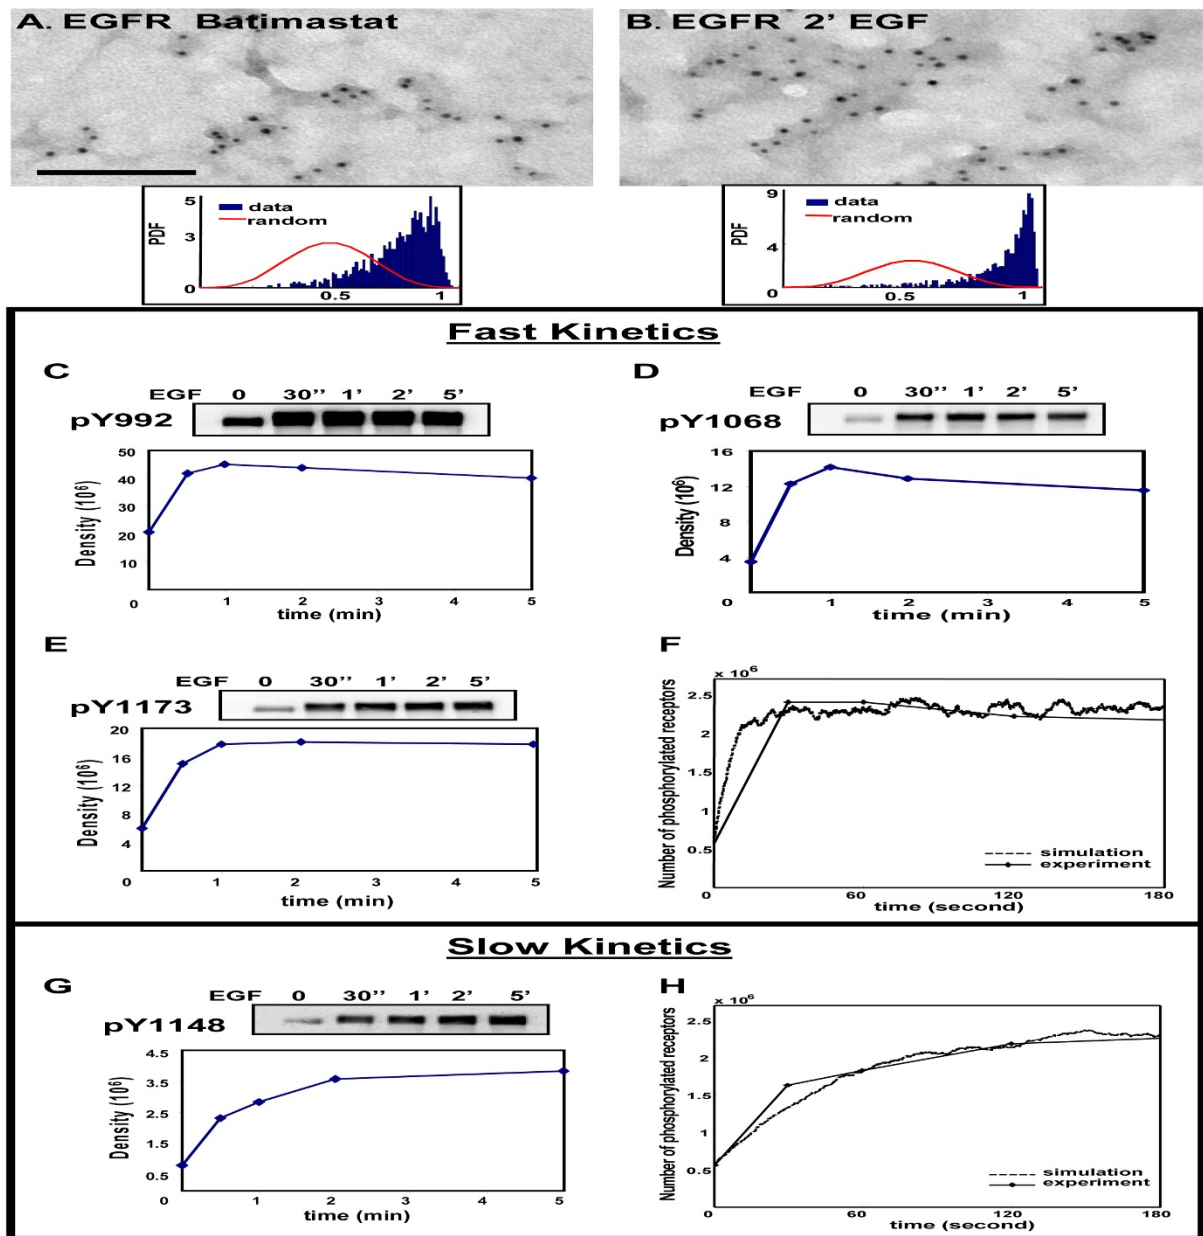 A. EGFR Batimastat
B. EGFR 2' EGF
5
3
0
PDF
data
random
0.5
1
9
4
0
PDF
data
random
0.5
1
Fast Kinetics
C
EGF 0 30'' 1' 2' 5'
pY992
50
40
30
20
10
0
Density (10⁶)
1 2 3 4 5
time (min)
D
EGF 0 30'' 1' 2' 5'
pY1068
16
12
8
4
0
Density (10⁶)
1 2 3 4 5
time (min)
E
EGF 0 30'' 1' 2' 5'
pY1173
20
16
12
8
4
0
Density (10⁶)
1 2 3 4 5
time (min)
F
x 10⁶
2.5
2
1.5
1
0.5
0
Number of phosphorylated receptors
simulation
experiment
60 120 180
time (second)
Slow Kinetics
G
EGF 0 30'' 1' 2' 5'
pY1148
4.5
3.5
2.5
1.5
0.5
Density (10⁶)
0 1 2 3 4 5
time (min)
H
x 10⁶
2.5
2
1.5
1
0.5
Number of phosphorylated receptors
simulation
experiment
0 60 120 180
time (second)